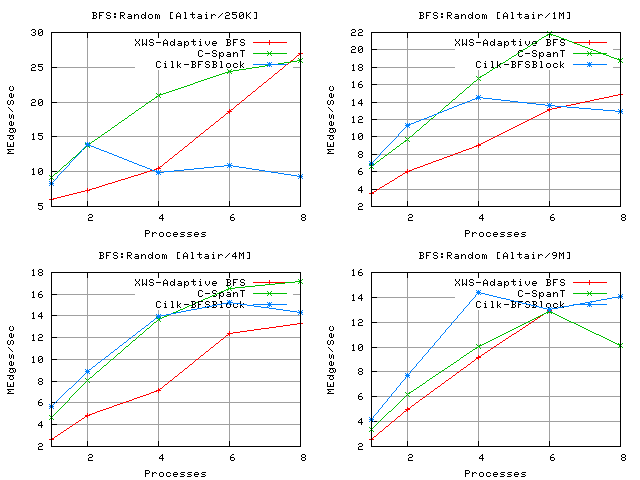 BFS:Random [Altair/250K]
MEdges/Sec
30
25
20
15
10
5
XWS-Adaptive BFS
C-SpanT
Cilk-BFSBlock
2 4 6 8
Processes
BFS:Random [Altair/1M]
MEdges/Sec
22
20
18
16
14
12
10
8
6
4
2
XWS-Adaptive BFS
C-SpanT
Cilk-BFSBlock
2 4 6 8
Processes
BFS:Random [Altair/4M]
MEdges/Sec
18
16
14
12
10
8
6
4
2
XWS-Adaptive BFS
C-SpanT
Cilk-BFSBlock
2 4 6 8
Processes
BFS:Random [Altair/9M]
MEdges/Sec
16
14
12
10
8
6
4
2
XWS-Adaptive BFS
C-SpanT
Cilk-BFSBlock
2 4 6 8
Processes